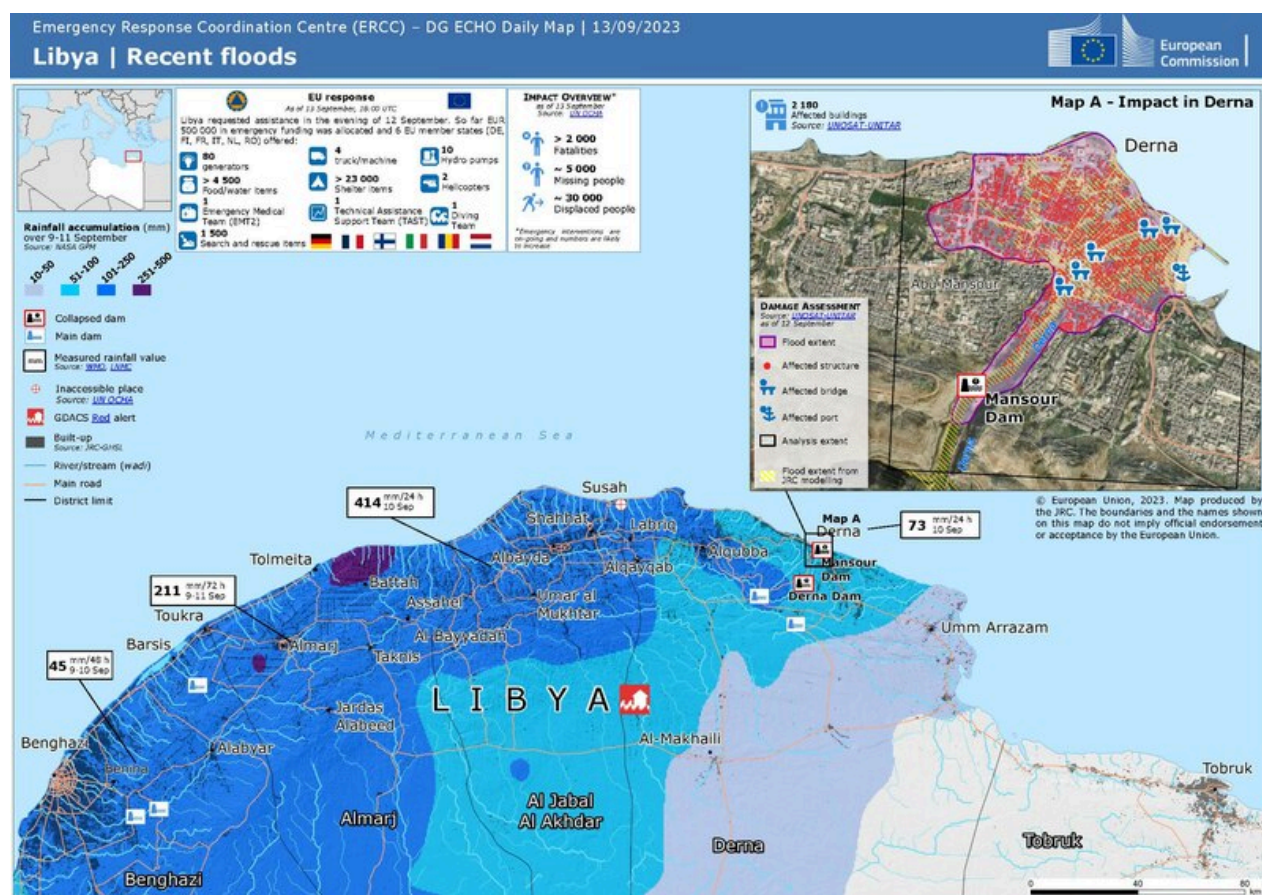 Emergency Response Coordination Centre (ERCC) – DG ECHO Daily Map | 13/09/2023
Libya | Recent floods
European
Commission
EU response
As of 13 September, 18:00 UTC
Libya requested assistance in the evening of 12 September. So far EUR
500 000 in emergency funding was allocated and 6 EU member states (DE,
FI, FR, IT, NL, RO) offered:
80
generators
4
truck/machine
10
Hydro pumps
> 4 500
Food/water items
> 23 000
Shelter items
2
Helicopters
1
Emergency Medical
Team (EMT2)
1
Technical Assistance
Support Team (TAST)
1
Diving
Team
1 500
Search and rescue items
IMPACT OVERVIEW*
as of 13 September
Source: UN OCHA
> 2 000
Fatalities
~ 5 000
Missing people
~ 30 000
Displaced people
*Emergency interventions are
on-going and numbers are likely
to increase
2 180
Affected buildings
Source: UNOSAT-UNITAR
Map A - Impact in Derna
Derna
Abu Mansour
Mansour
Dam
Derna
Derna
DAMAGE ASSESSMENT
Source: UNOSAT-UNITAR
as of 12 September
Flood extent
Affected structure
Affected bridge
Affected port
Analysis extent
Flood extent from
JRC modelling
© European Union, 2023. Map produced by
the JRC. The boundaries and the names shown
on this map do not imply official endorsement
or acceptance by the European Union.
Rainfall accumulation (mm)
over 9-11 September
Source: NASA GPM
10-50
51-100
101-250
251-500
Collapsed dam
Main dam
mm
Measured rainfall value
Source: WMO, LNMC
Inaccessible place
Source: UN OCHA
GDACS Red alert
Built-up
Source: JRC-GHSL
River/stream (wadi)
Main road
District limit
Mediterranean Sea
414 mm/24 h
10 Sep
Susah
Shahhat
Labriq
Map A
Derna
73 mm/24 h
10 Sep
Tolmeita
Albayda
Alqayqab
Alqubba
Mansour
Dam
Derna Dam
Battah
211 mm/72 h
9-11 Sep
Assahel
Umar al
Mukhtar
Toukra
Umm Arrazam
Barsis
Almarj
Taknis
Al Bayyadah
45 mm/48 h
9-10 Sep
LIBYA
Jardas
Alabeed
Benghazi
Benina
Alabyar
Al-Makhaili
Tobruk
Almarj
Al Jabal
Al Akhdar
Derna
Tobruk
Benghazi
0 40 80
km